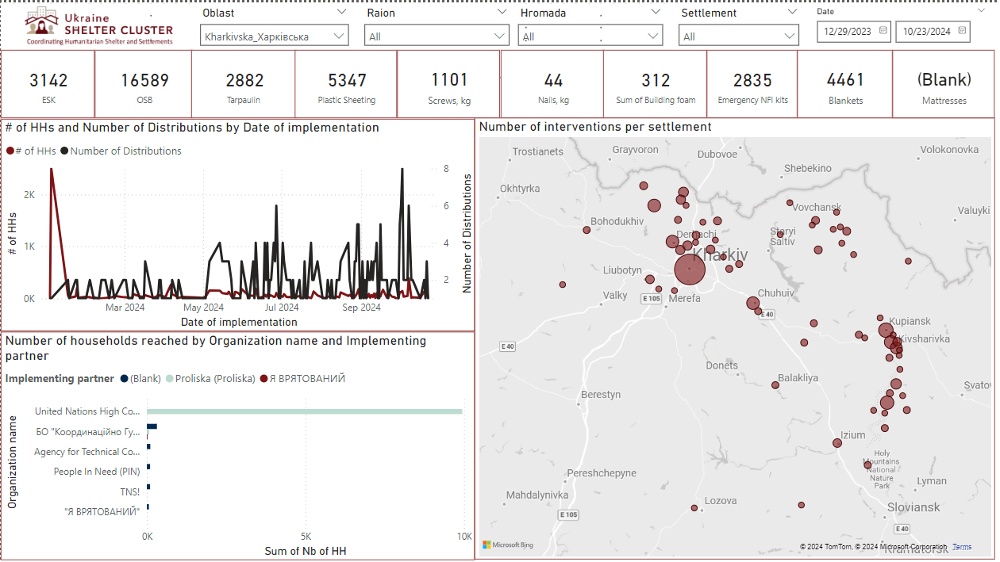 Ukraine
SHELTER CLUSTER
Coordinating Humanitarian Shelter and Settlements
Oblast
Kharkivska_Харківська
Raion
All
Hromada
All
Settlement
All
Date
12/29/2023
10/23/2024
3142
ESK
16589
OSB
2882
Tarpaulin
5347
Plastic Sheeting
1101
Screws, kg
44
Nails, kg
312
Sum of Building foam
2835
Emergency NFI kits
4461
Blankets
(Blank)
Mattresses
# of HHs and Number of Distributions by Date of implementation
# of HHs Number of Distributions
# of HHs
2K
1K
0K
8
6
4
2
Number of Distributions
Mar 2024 May 2024 Jul 2024 Sep 2024
Date of implementation
Number of households reached by Organization name and Implementing
partner
Implementing partner (Blank) Proliska (Proliska) Я ВРЯТОВАНИЙ
Organization name
United Nations High Co...
БО "Координаційно Гу...
Agency for Technical Co...
People In Need (PIN)
TNS!
"Я ВРЯТОВАНИЙ"
0K 5K 10K
Sum of Nb of HH
Number of interventions per settlement
Trostianets
Grayvoron
Dubovoe
Volokonovka
Shebekino
Okhtyrka
Vovchansk
Valuyki
Bohodukhiv
Derhachi
Staryi
Saltiv
Kharkiv
Liubotyn
Valky
E 105
Merefa
Chuhuiv
E 40
Kupiansk
Kivsharivka
E 40
Donets
Balakliya
Svatov
Berestyn
Izium
Holy
Mountains
National
Nature
Park
Pereshchepyne
Lyman
Mahdalynivka
Lozova
Sloviansk
E 105
E 40
Kramatorsk
Microsoft Bing
© 2024 TomTom, © 2024 Microsoft Corporation Terms